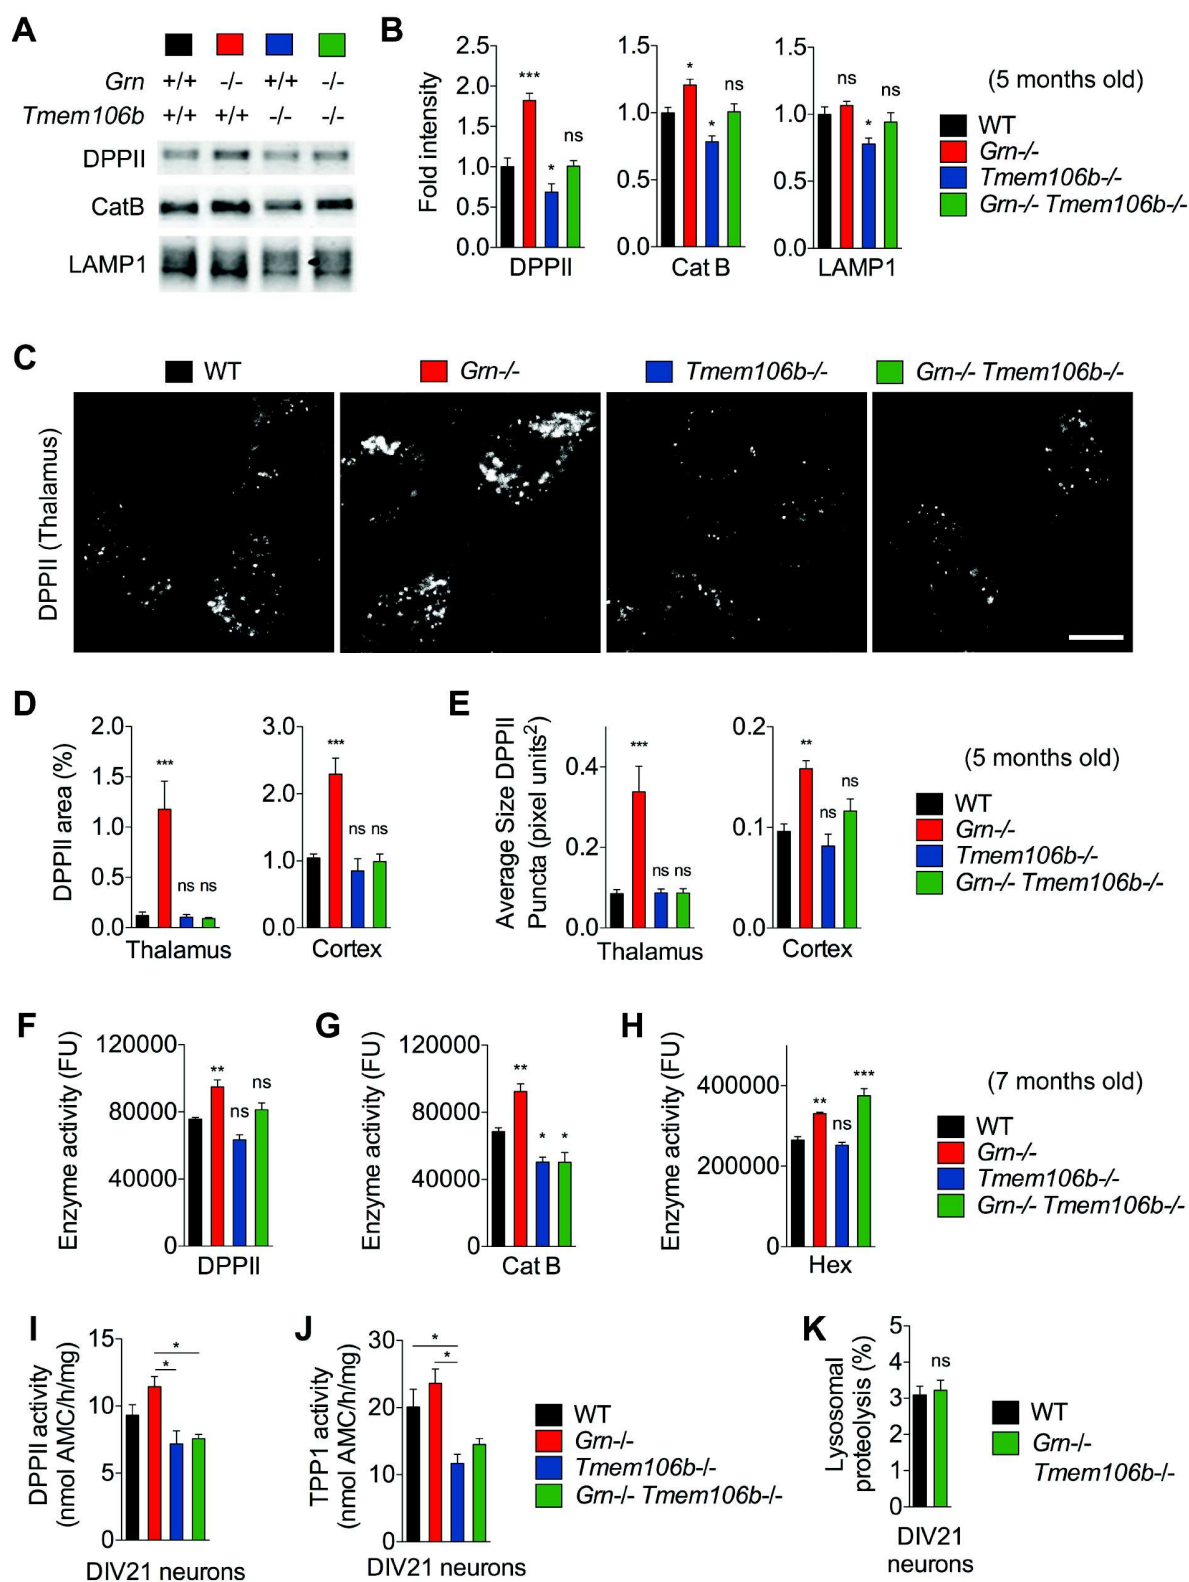 A
Grn +/+ -/- +/+ -/-
Tmem106b +/+ +/+ -/- -/-
DPPII
CatB
LAMP1
B
Fold intensity
2.5
2.0
1.5
1.0
0.5
0.0
***
*
ns
DPPII
1.5
1.0
0.5
0.0
*
*
ns
Cat B
1.5
1.0
0.5
0.0
ns
*
ns
LAMP1
(5 months old)
WT
Grn-/-
Tmem106b-/-
Grn-/- Tmem106b-/-
C
WT
Grn-/-
Tmem106b-/-
Grn-/- Tmem106b-/-
DPPII (Thalamus)
D
DPPII area (%)
2.0
1.5
1.0
0.5
0.0
***
ns ns
Thalamus
3.0
2.0
1.0
0.0
***
ns ns
Cortex
E
Average Size DPPII
Puncta (pixel units2)
0.4
0.2
0.0
***
ns ns
Thalamus
0.2
0.1
0.0
**
ns
ns
Cortex
(5 months old)
WT
Grn-/-
Tmem106b-/-
Grn-/- Tmem106b-/-
F
Enzyme activity (FU)
120000
80000
40000
0
**
ns
ns
DPPII
G
Enzyme activity (FU)
120000
80000
40000
0
**
* *
Cat B
H
Enzyme activity (FU)
400000
200000
0
**
ns
***
Hex
(7 months old)
WT
Grn-/-
Tmem106b-/-
Grn-/- Tmem106b-/-
I
DPPII activity
(nmol AMC/h/mg)
15
10
5
0
*
*
DIV21 neurons
J
TPP1 activity
(nmol AMC/h/mg)
30
20
10
0
*
*
DIV21 neurons
WT
Grn-/-
Tmem106b-/-
Grn-/- Tmem106b-/-
K
Lysosomal
proteolysis (%)
5
4
3
2
1
0
ns
DIV21
neurons
WT
Grn-/-
Tmem106b-/-